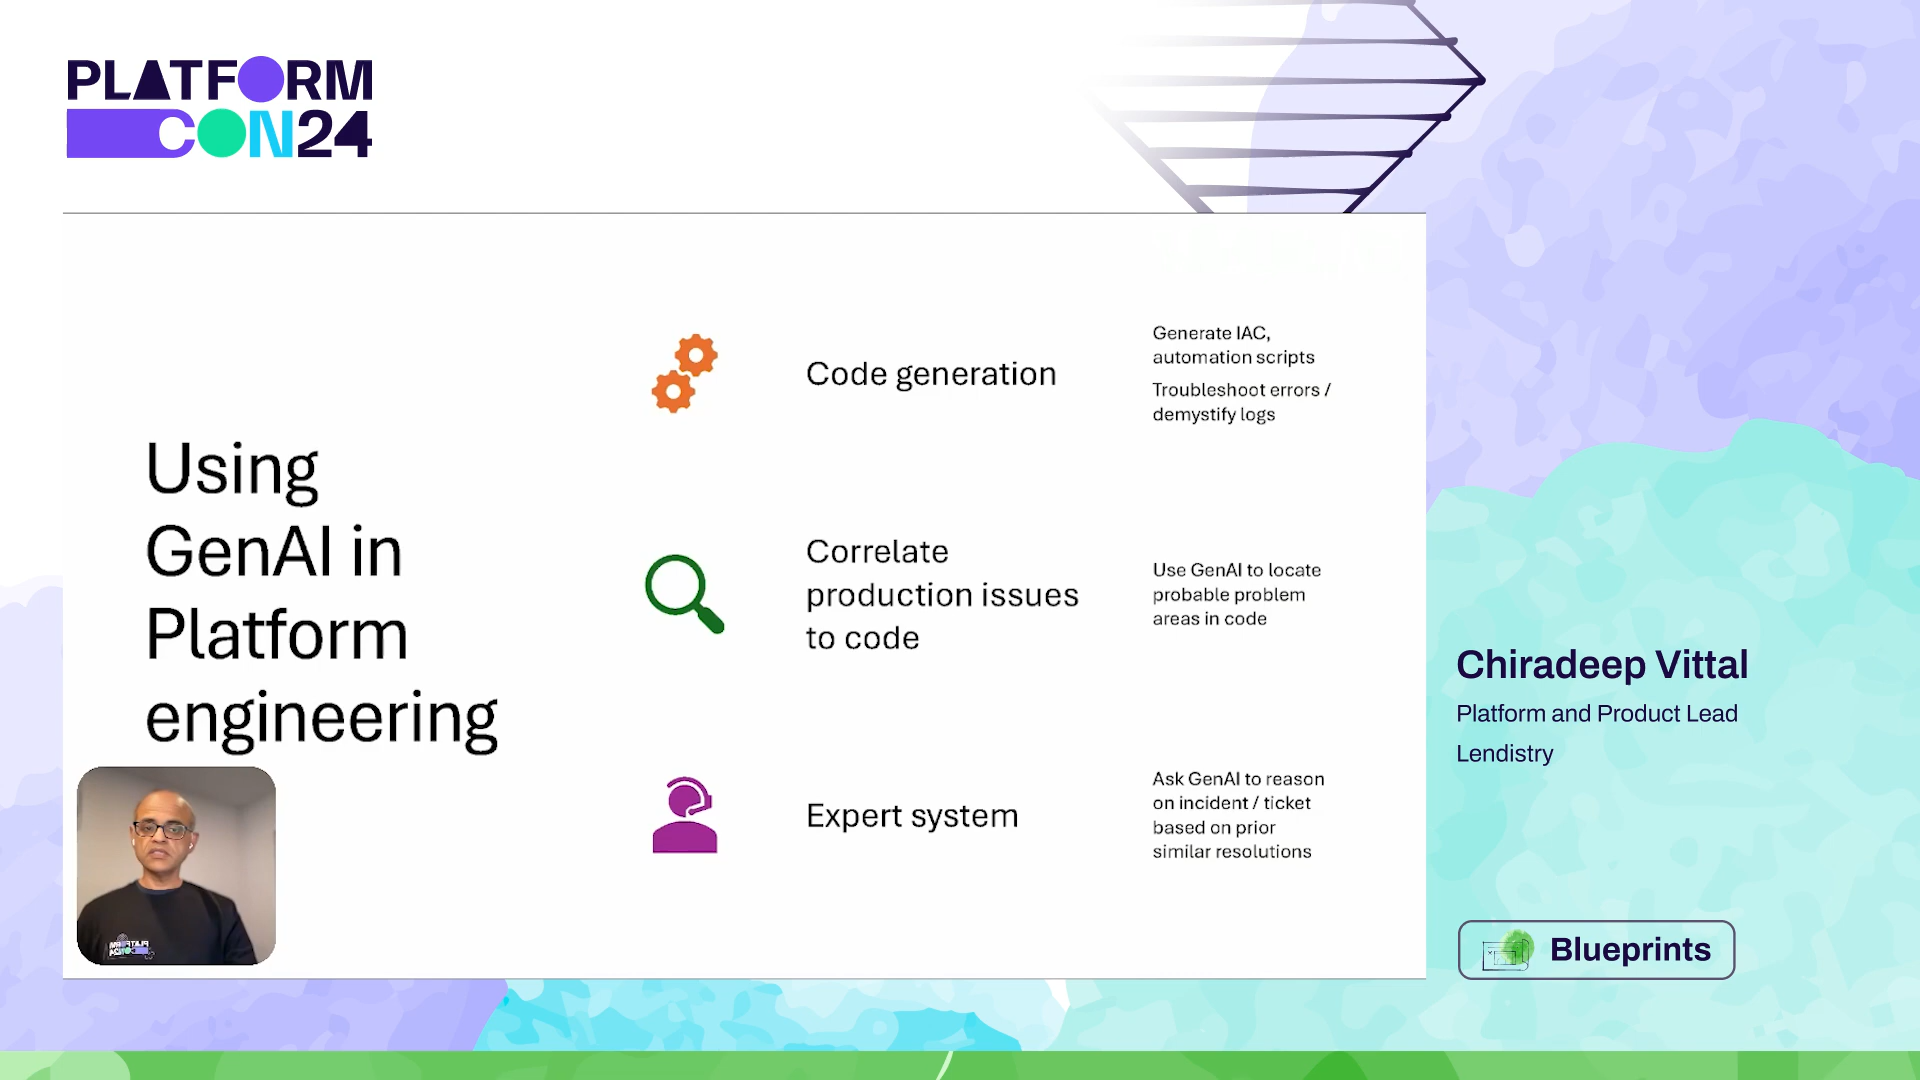 PLATFORM
CON24
Using
GenAI in
Platform
engineering
Code generation
Generate IAC,
automation scripts
Troubleshoot errors /
demystify logs
Correlate
production issues
to code
Use GenAI to locate
probable problem
areas in code
Expert system
Ask GenAI to reason
on incident / ticket
based on prior
similar resolutions
Chiradeep Vittal
Platform and Product Lead
Lendistry
Blueprints
PLATFORM
CON24